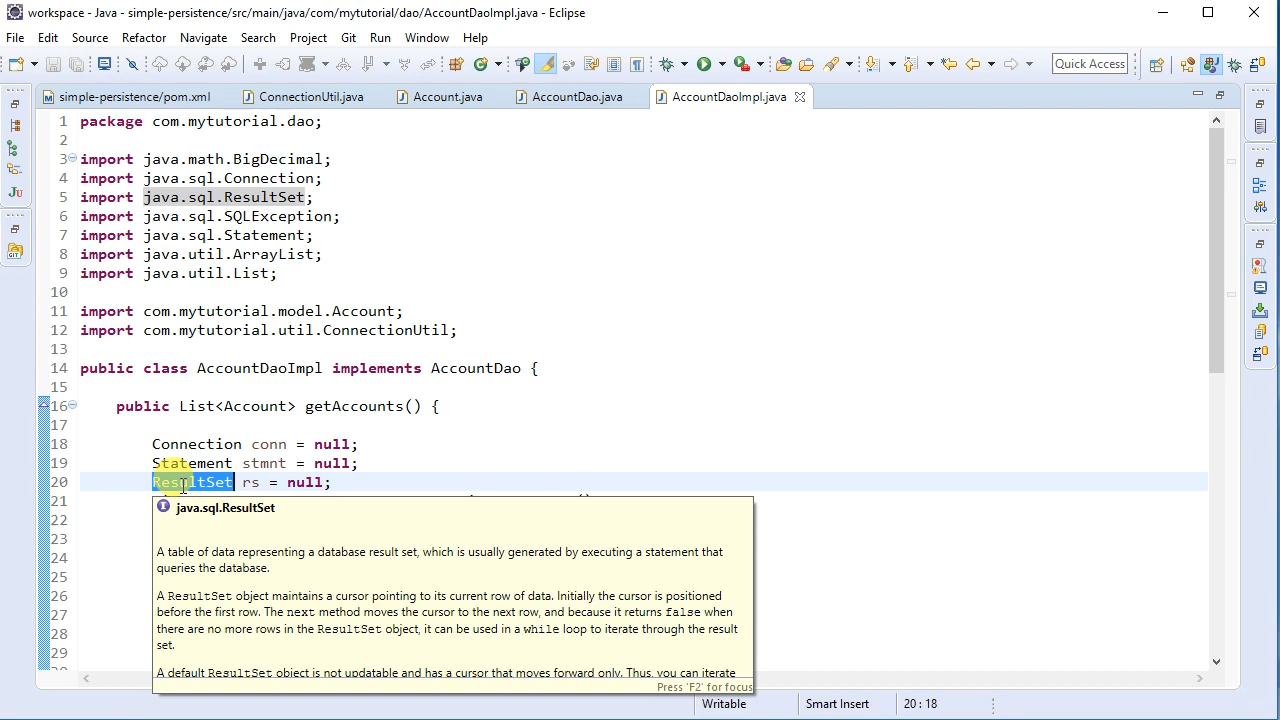 workspace - Java - simple-persistence/src/main/java/com/mytutorial/dao/AccountDaoImpl.java - Eclipse
File Edit Source Refactor Navigate Search Project Git Run Window Help
Quick Access
simple-persistence/pom.xml ConnectionUtil.java Account.java AccountDao.java AccountDaoImpl.java
1 package com.mytutorial.dao;
2
3 import java.math.BigDecimal;
4 import java.sql.Connection;
5 import java.sql.ResultSet;
6 import java.sql.SQLException;
7 import java.sql.Statement;
8 import java.util.ArrayList;
9 import java.util.List;
10
11 import com.mytutorial.model.Account;
12 import com.mytutorial.util.ConnectionUtil;
13
14 public class AccountDaoImpl implements AccountDao {
15
16 public List<Account> getAccounts() {
17
18 Connection conn = null;
19 Statement stmnt = null;
20 ResultSet rs = null;
21
22 java.sql.ResultSet
23
24 A table of data representing a database result set, which is usually generated by executing a statement that
25 queries the database.
26 A ResultSet object maintains a cursor pointing to its current row of data. Initially the cursor is positioned
27 before the first row. The next method moves the cursor to the next row, and because it returns false when
28 there are no more rows in the ResultSet object, it can be used in a while loop to iterate through the result
29 set.
A default ResultSet object is not updatable and has a cursor that moves forward only. Thus, you can iterate
Press 'F2' for focus
Writable Smart Insert 20 : 18